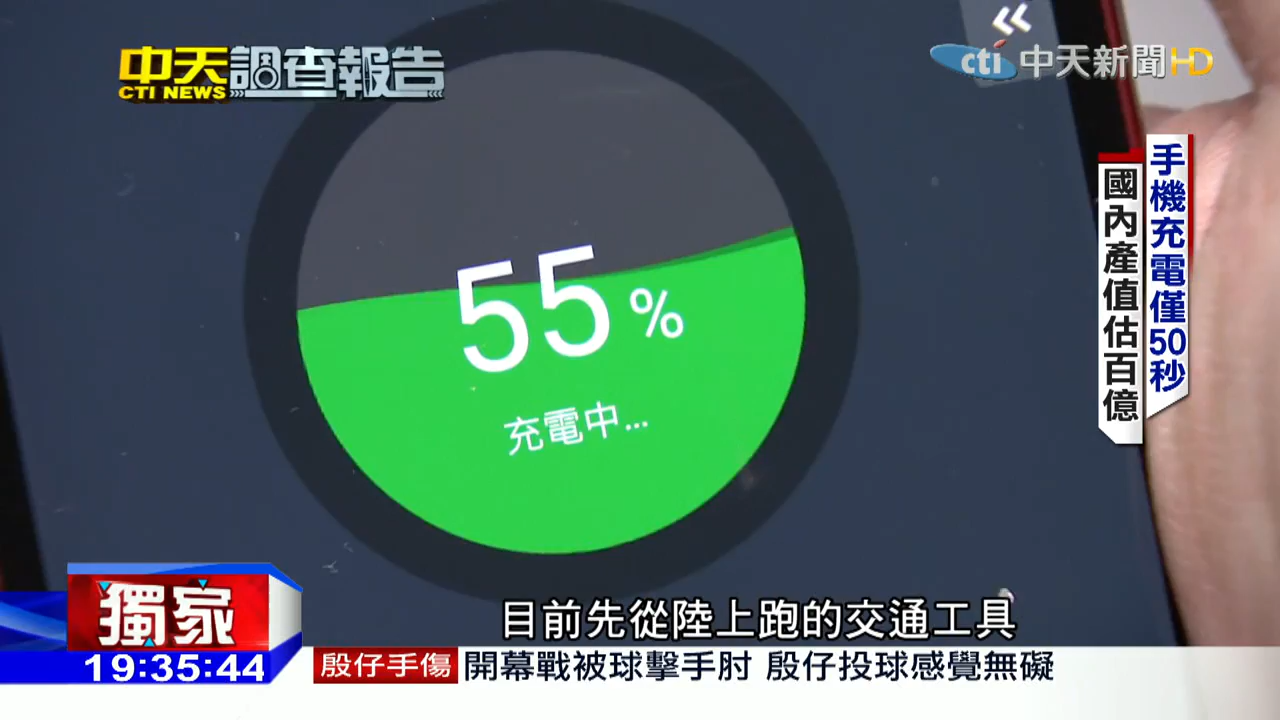 中天調查報告
CTI NEWS
cti 中天新聞HD
手機充電僅50秒
國內產值估百億
55%
充電中...
目前先從陸上跑的交通工具
獨家
19:35:44
殷仔手傷 開幕戰被球擊手肘 殷仔投球感覺無礙